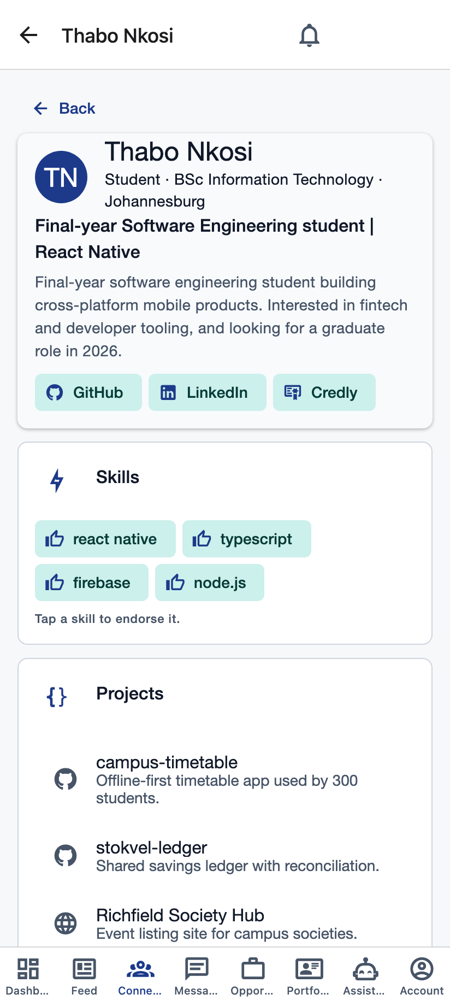 Thabo Nkosi
Back
TN
Thabo Nkosi
Student · BSc Information Technology ·
Johannesburg
Final-year Software Engineering student |
React Native
Final-year software engineering student building
cross-platform mobile products. Interested in fintech
and developer tooling, and looking for a graduate
role in 2026.
GitHub
LinkedIn
Credly
Skills
react native
typescript
firebase
node.js
Tap a skill to endorse it.
Projects
campus-timetable
Offline-first timetable app used by 300
students.
stokvel-ledger
Shared savings ledger with reconciliation.
Richfield Society Hub
Event listing site for campus societies.
Dashb...
Feed
Conne...
Messa...
Oppor...
Portfo...
Assist...
Account